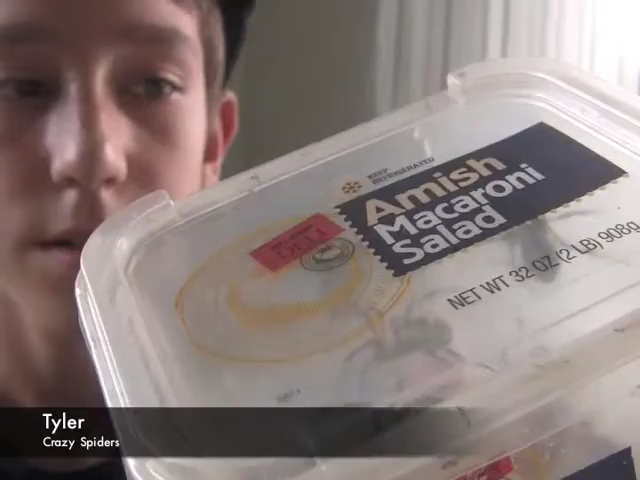 KEEP
REFRIGERATED
Amish
Macaroni
Salad
DELI
NET WT 32 OZ (2 LB) 908g
Tyler
Crazy Spiders